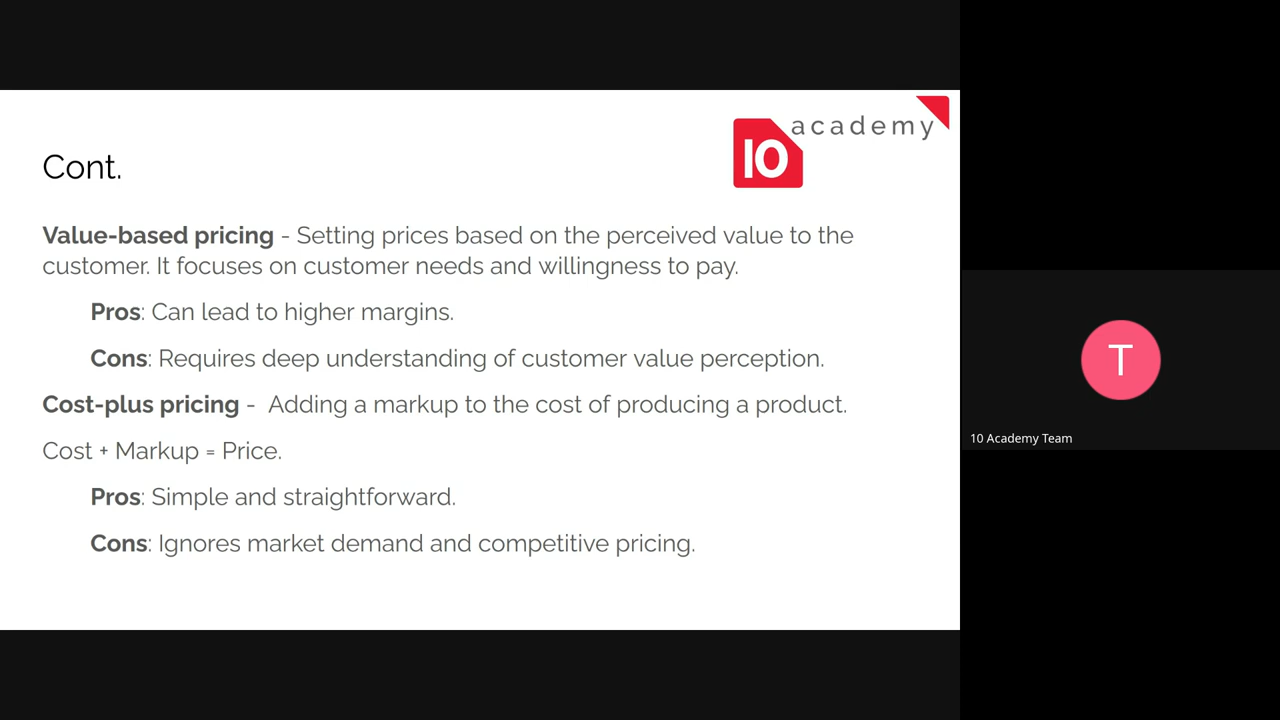 academy
10
Cont.
Value-based pricing - Setting prices based on the perceived value to the
customer. It focuses on customer needs and willingness to pay.
Pros: Can lead to higher margins.
Cons: Requires deep understanding of customer value perception.
Cost-plus pricing - Adding a markup to the cost of producing a product.
Cost + Markup = Price.
Pros: Simple and straightforward.
Cons: Ignores market demand and competitive pricing.
T
10 Academy Team